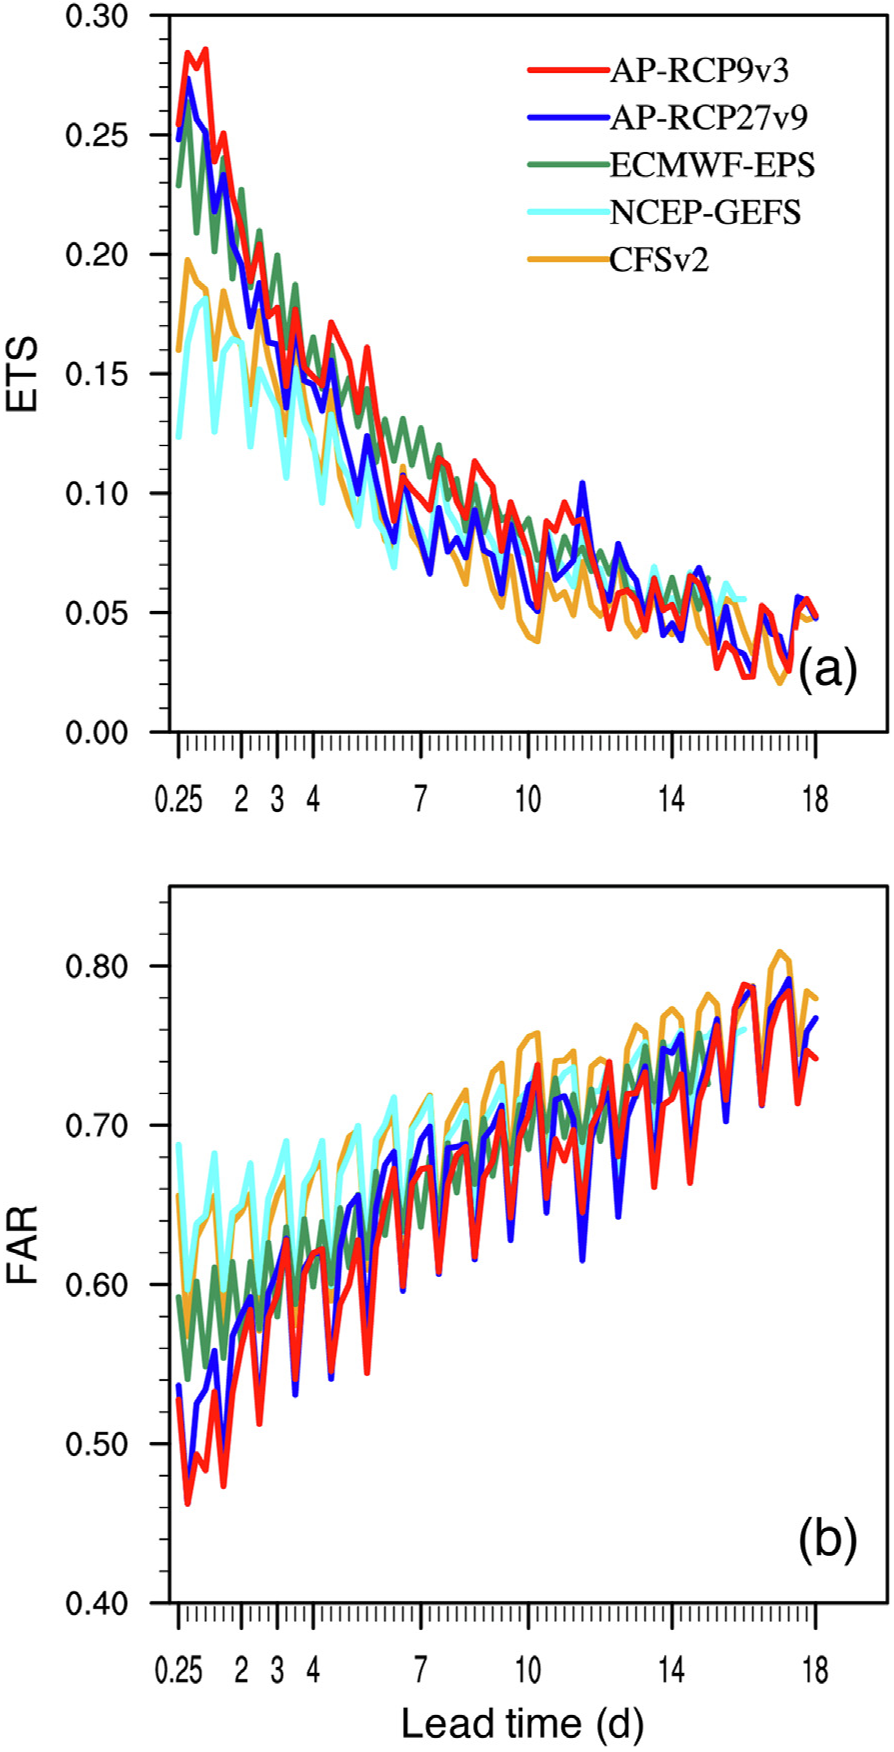 0.30
AP-RCP9v3
AP-RCP27v9
0.25
ECMWF-EPS
NCEP-GEFS
0.20
CFSv2
ETS
0.15
0.10
0.05
(a)
0.00
0.25 2 3 4 7 10 14 18
0.80
0.70
FAR
0.60
0.50
(b)
0.40
0.25 2 3 4 7 10 14 18
Lead time (d)